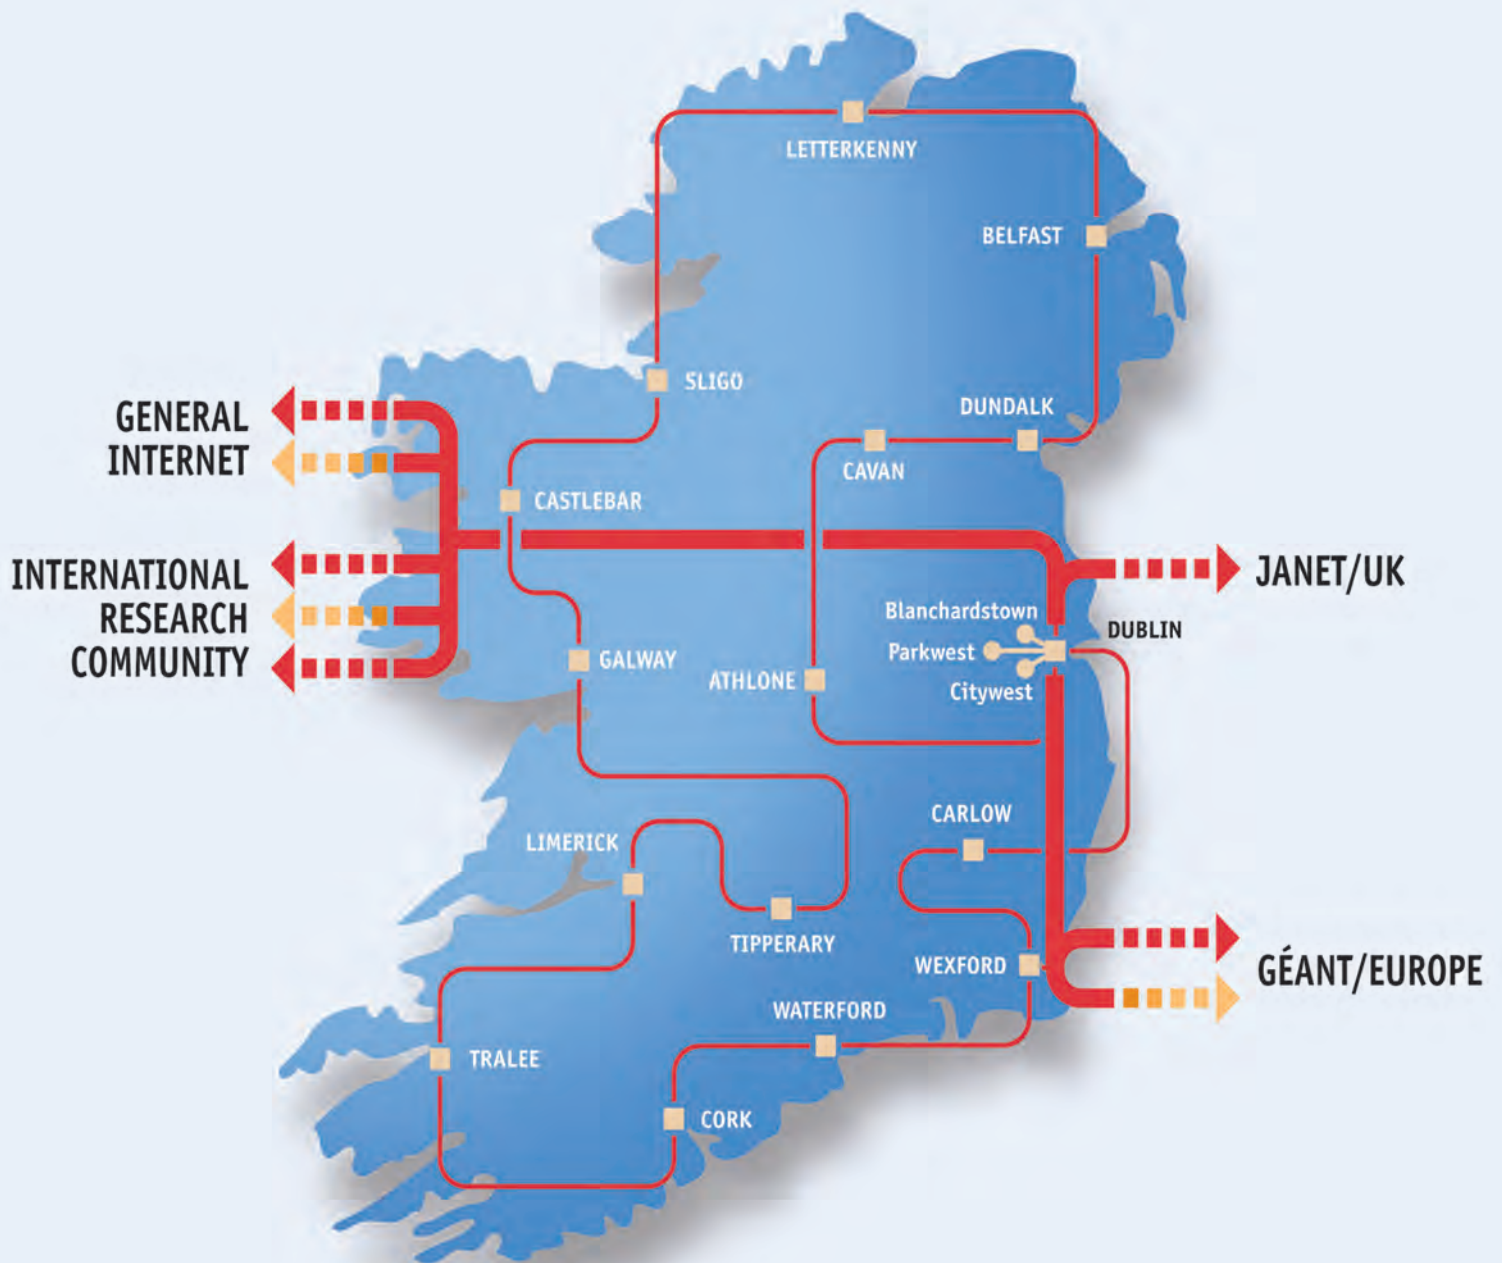 LETTERKENNY
BELFAST
SLIGO
DUNDALK
CAVAN
GENERAL
INTERNET
CASTLEBAR
INTERNATIONAL
RESEARCH
COMMUNITY
JANET/UK
Blanchardstown
DUBLIN
Parkwest
Citywest
GALWAY
ATHLONE
CARLOW
LIMERICK
TIPPERARY
WEXFORD
GÉANT/EUROPE
WATERFORD
TRALEE
CORK